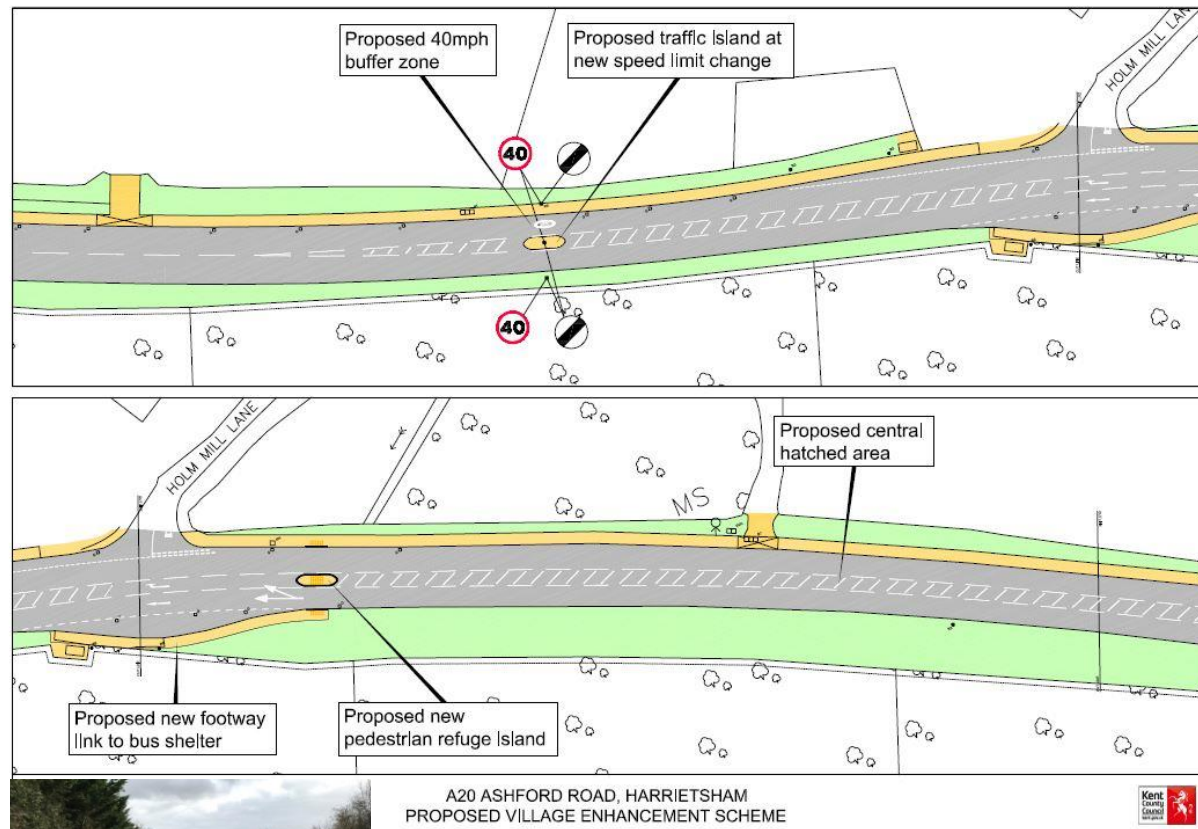 Proposed 40mph
buffer zone
Proposed traffic island at
new speed limit change
HOLM MILL LANE
40
40
HOLM MILL LANE
MS
Proposed central
hatched area
Proposed new footway
link to bus shelter
Proposed new
pedestrian refuge island
A20 ASHFORD ROAD, HARRIETSHAM
PROPOSED VILLAGE ENHANCEMENT SCHEME
Kent
County
Council